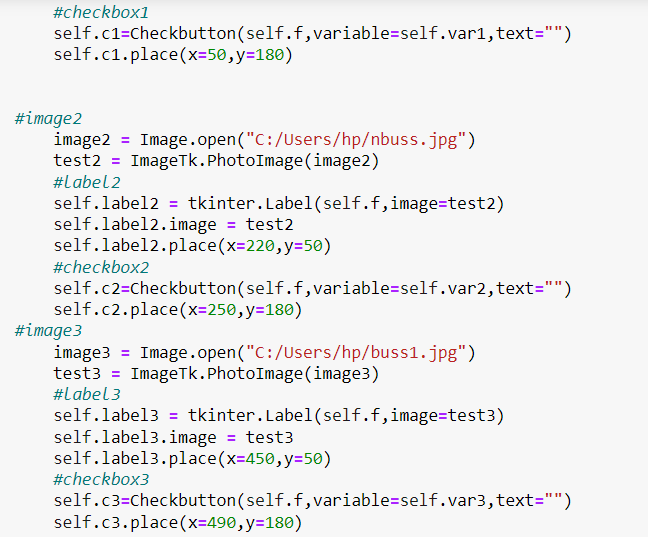 #checkbox1
self.c1=Checkbutton(self.f,variable=self.var1,text="")
self.c1.place(x=50,y=180)
#image2
image2 = Image.open("C:/Users/hp/nbuss.jpg")
test2 = ImageTk.PhotoImage(image2)
#Label2
self.label2 = tkinter.Label(self.f,image=test2)
self.label2.image = test2
self.label2.place(x=220,y=50)
#checkbox2
self.c2=Checkbutton(self.f,variable=self.var2,text="")
self.c2.place(x=250,y=180)
#image3
image3 = Image.open("C:/Users/hp/buss1.jpg")
test3 = ImageTk.PhotoImage(image3)
#Label3
self.label3 = tkinter.Label(self.f,image=test3)
self.label3.image = test3
self.label3.place(x=450,y=50)
#checkbox3
self.c3=Checkbutton(self.f,variable=self.var3,text="")
self.c3.place(x=490,y=180)